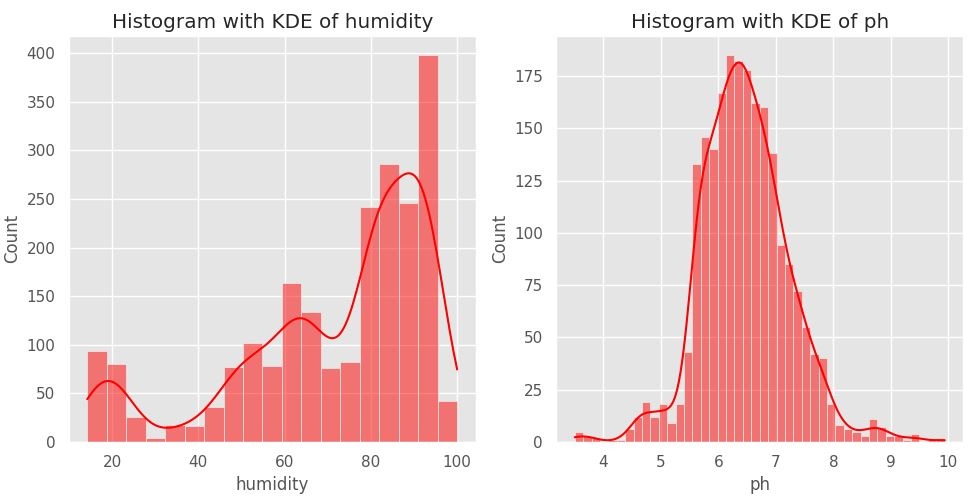 Histogram with KDE of humidity
400
350
300
250
200
150
100
50
0
Count
20 40 60 80 100
humidity
Histogram with KDE of ph
175
150
125
100
75
50
25
0
Count
4 5 6 7 8 9 10
ph